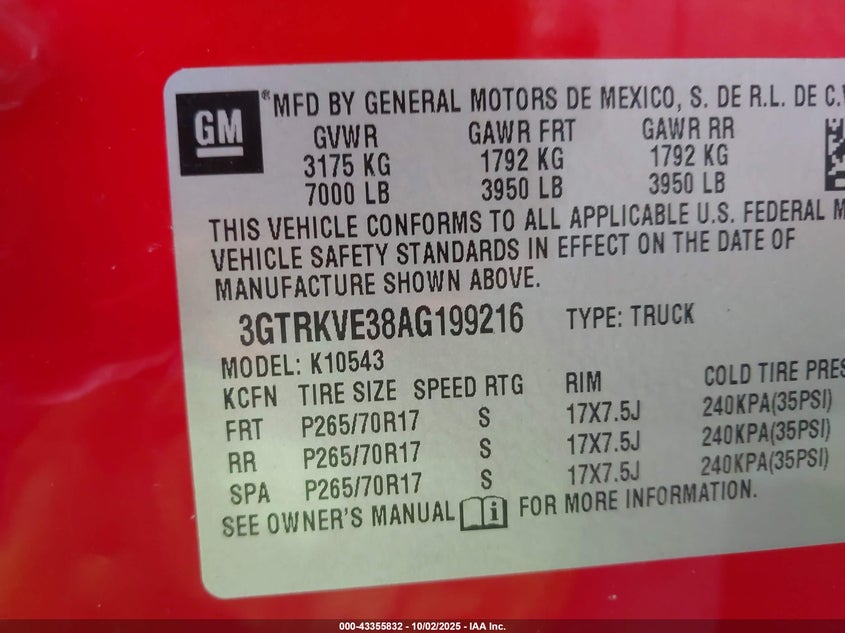 GM
®MFD BY GENERAL MOTORS DE MEXICO, S. DE R.L. DE C.V
GVWR GAWR FRT GAWR RR
3175 KG 1792 KG 1792 KG
7000 LB 3950 LB 3950 LB
THIS VEHICLE CONFORMS TO ALL APPLICABLE U.S. FEDERAL M
VEHICLE SAFETY STANDARDS IN EFFECT ON THE DATE OF
MANUFACTURE SHOWN ABOVE.
3GTRKVE38AG199216 TYPE: TRUCK
MODEL: K10543
KCFN TIRE SIZE SPEED RTG RIM COLD TIRE PRES
FRT P265/70R17 S 17X7.5J 240KPA(35PSI)
RR P265/70R17 S 17X7.5J 240KPA(35PSI)
SPA P265/70R17 S 17X7.5J 240KPA(35PSI)
SEE OWNER'S MANUAL i FOR MORE INFORMATION.
000-43355832 - 10/02/2025 - IAA Inc.